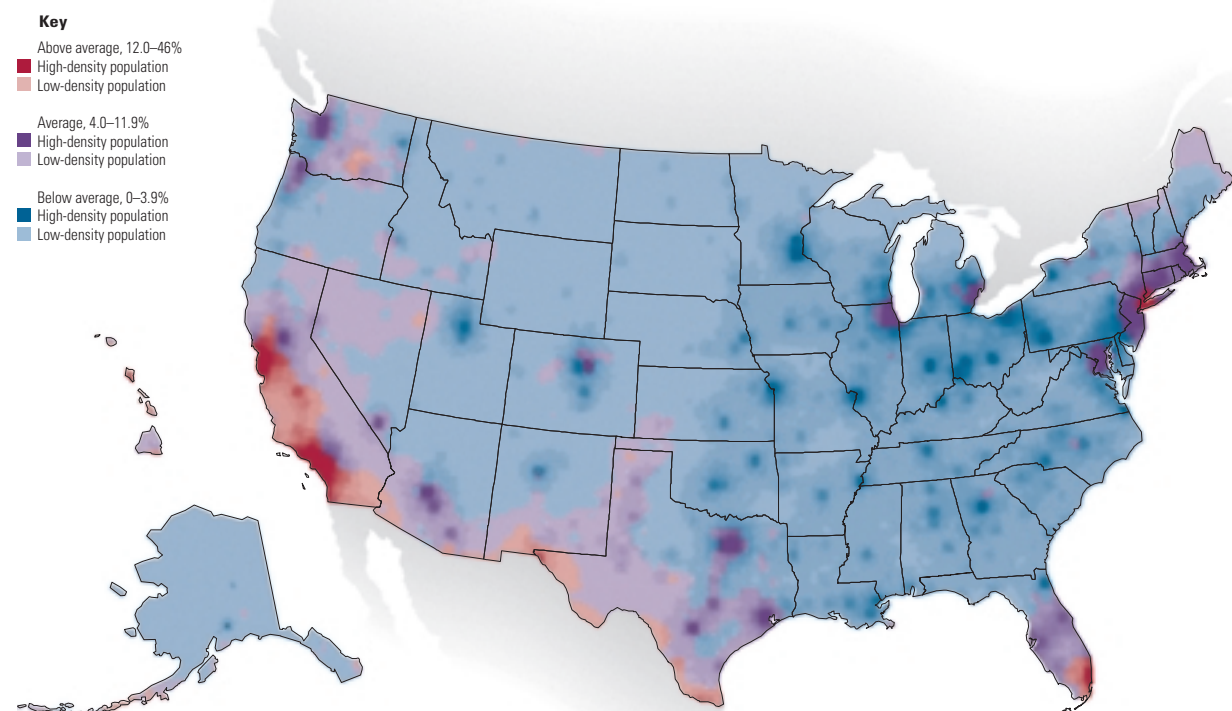 Key
Above average, 12.0–46%
High-density population
Low-density population
Average, 4.0–11.9%
High-density population
Low-density population
Below average, 0–3.9%
High-density population
Low-density population